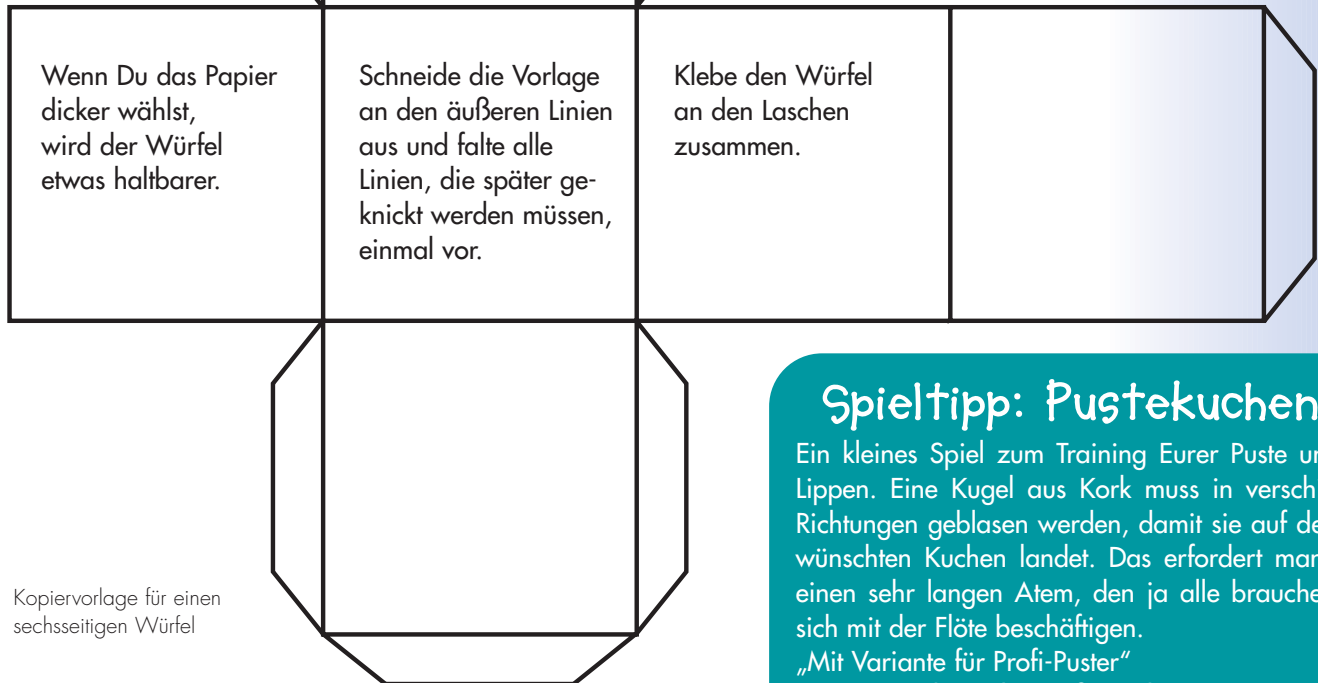 Wenn Du das Papier
dicker wählst,
wird der Würfel
etwas haltbarer.
Schneide die Vorlage
an den äußeren Linien
aus und falte alle
Linien, die später ge-
knickt werden müssen,
einmal vor.
Klebe den Würfel
an den Laschen
zusammen.
Kopiervorlage für einen
sechsseitigen Würfel
Spieltipp: Pustekuchen
Ein kleines Spiel zum Training Eurer Puste
Lippen. Eine Kugel aus Kork muss in
Richtungen geblasen werden, damit sie auf
wünschten Kuchen landet. Das erfordert
einen sehr langen Atem, den ja alle
sich mit der Flöte beschäftigen.
„Mit Variante für Profi-Puster“